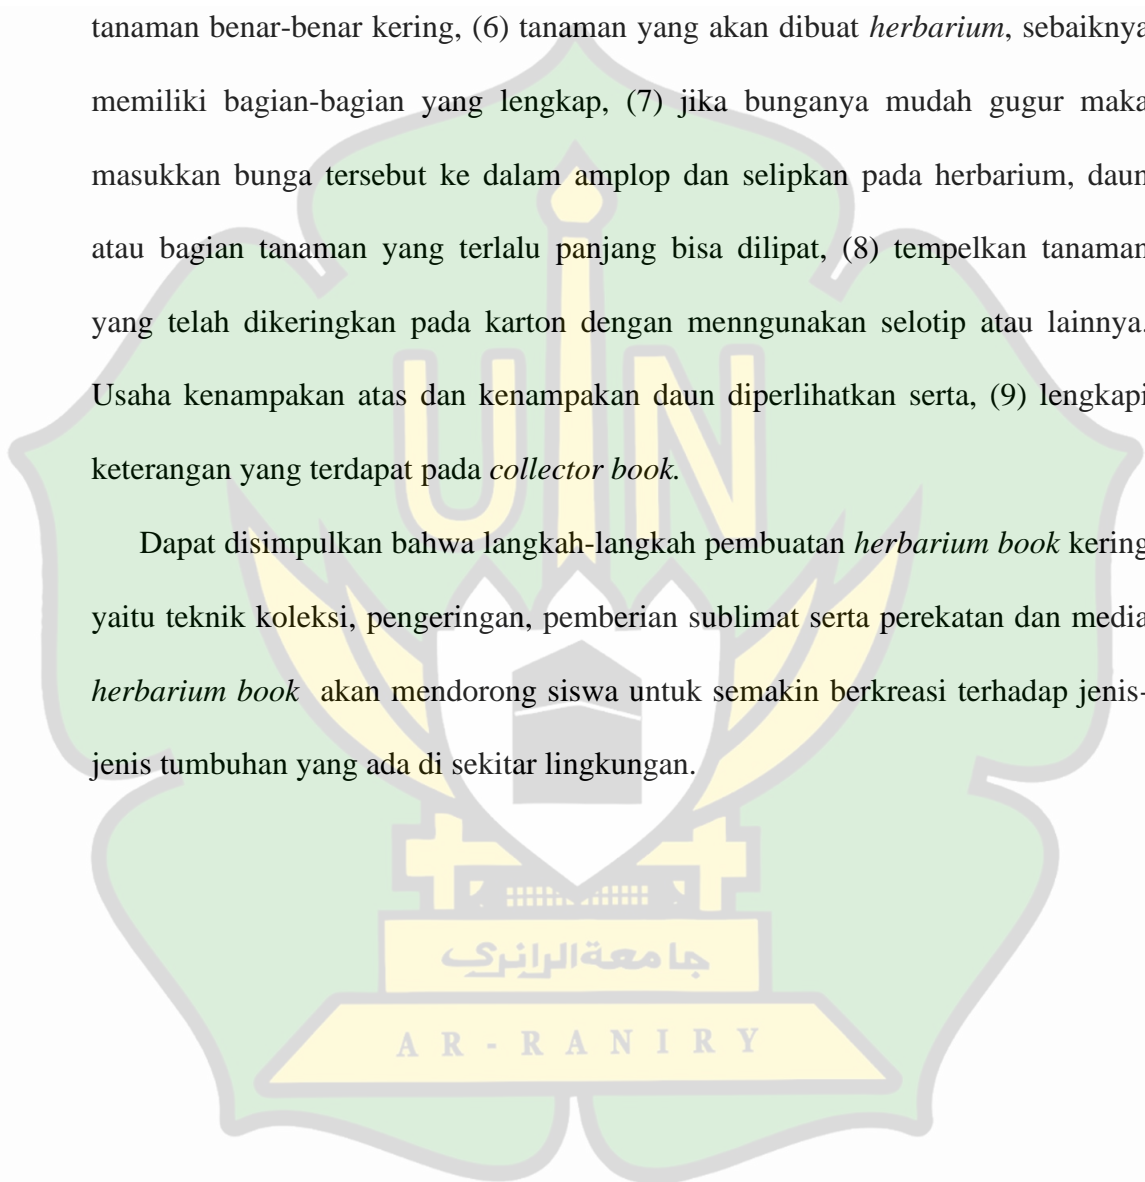 tanaman benar-benar kering, (6) tanaman yang akan dibuat herbarium, sebaiknya
memiliki bagian-bagian yang lengkap, (7) jika bunganya mudah gugur maka
masukkan bunga tersebut ke dalam amplop dan selipkan pada herbarium, daun
atau bagian tanaman yang terlalu panjang bisa dilipat, (8) tempelkan tanaman
yang telah dikeringkan pada karton dengan menngunakan selotip atau lainnya.
Usaha kenampakan atas dan kenampakan daun diperlihatkan serta, (9) lengkapi
keterangan yang terdapat pada collector book.
Dapat disimpulkan bahwa langkah-langkah pembuatan herbarium book kering
yaitu teknik koleksi, pengeringan, pemberian sublimat serta perekatan dan media
herbarium book akan mendorong siswa untuk semakin berkreasi terhadap jenis-
jenis tumbuhan yang ada di sekitar lingkungan.
UIN
جامعةالرانري
AR-RANIRY